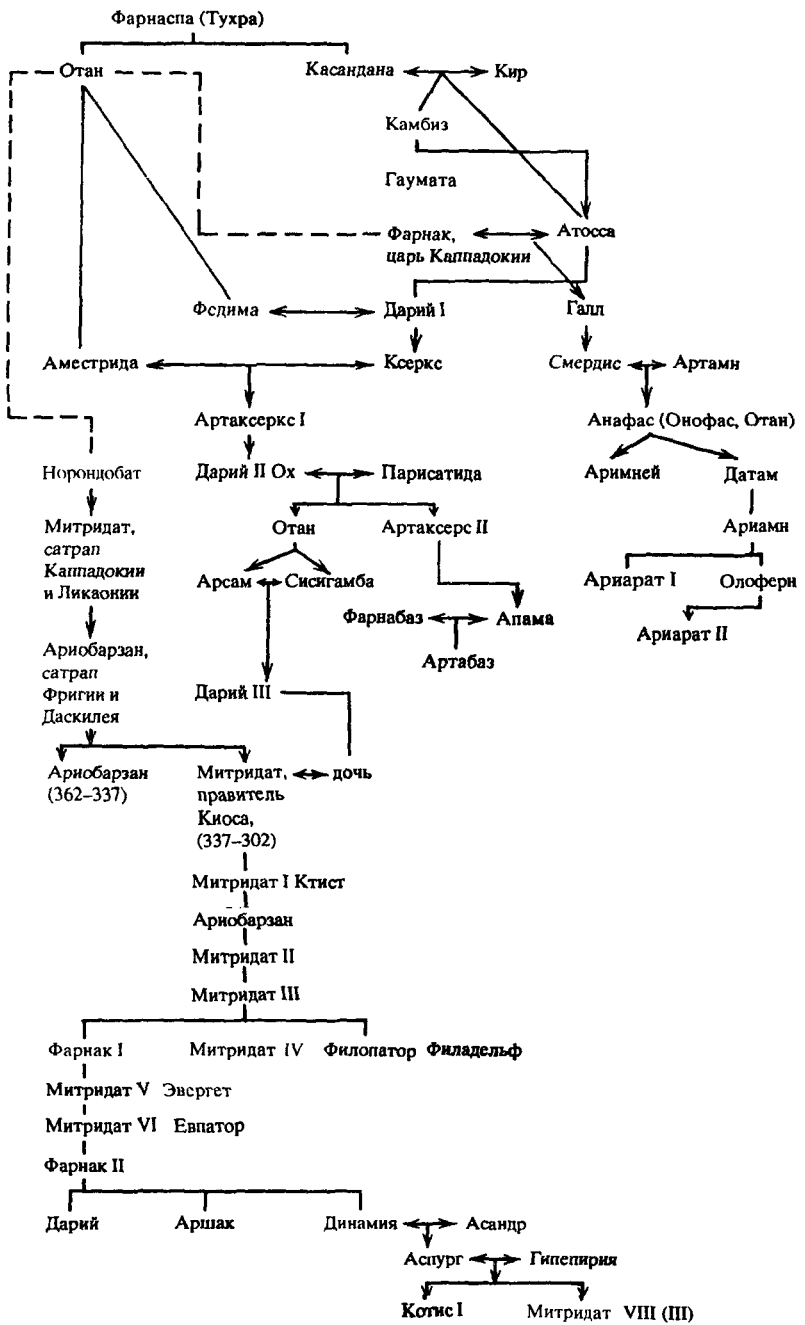 Фарнаспа (Тухра)
Отан
Касандана
Кир
Камбиз
Гаумата
Фарнак,
царь Каппадокии
Атосса
Федима
Дарий I
Галл
Аместрида
Ксеркс
Смердис
Артамн
Артаксеркс I
Анафас (Онофас, Отан)
Норондобат
Дарий II Ох
Парисатида
Аримней
Датам
Митридат,
сатрап
Каппадокии
и Ликаонии
Отан
Артаксерс II
Ариамн
Арсам
Сисигамба
Ариарат I
Олоферн
Фарнабаз
Апама
Ариарат II
Артабаз
Ариобарзан,
сатрап
Фригии и
Даскилея
Дарий III
Ариобарзан
(362–337)
Митридат,
правитель
Киоса,
(337–302)
дочь
Митридат I Ктист
Ариобарзан
Митридат II
Митридат III
Фарнак I
Митридат IV
Филопатор
Филадельф
Митридат V Эвергет
Митридат VI Евпатор
Фарнак II
Дарий
Аршак
Динамия
Асандр
Аспург
Гипепирия
Котис I
Митридат VIII (III)